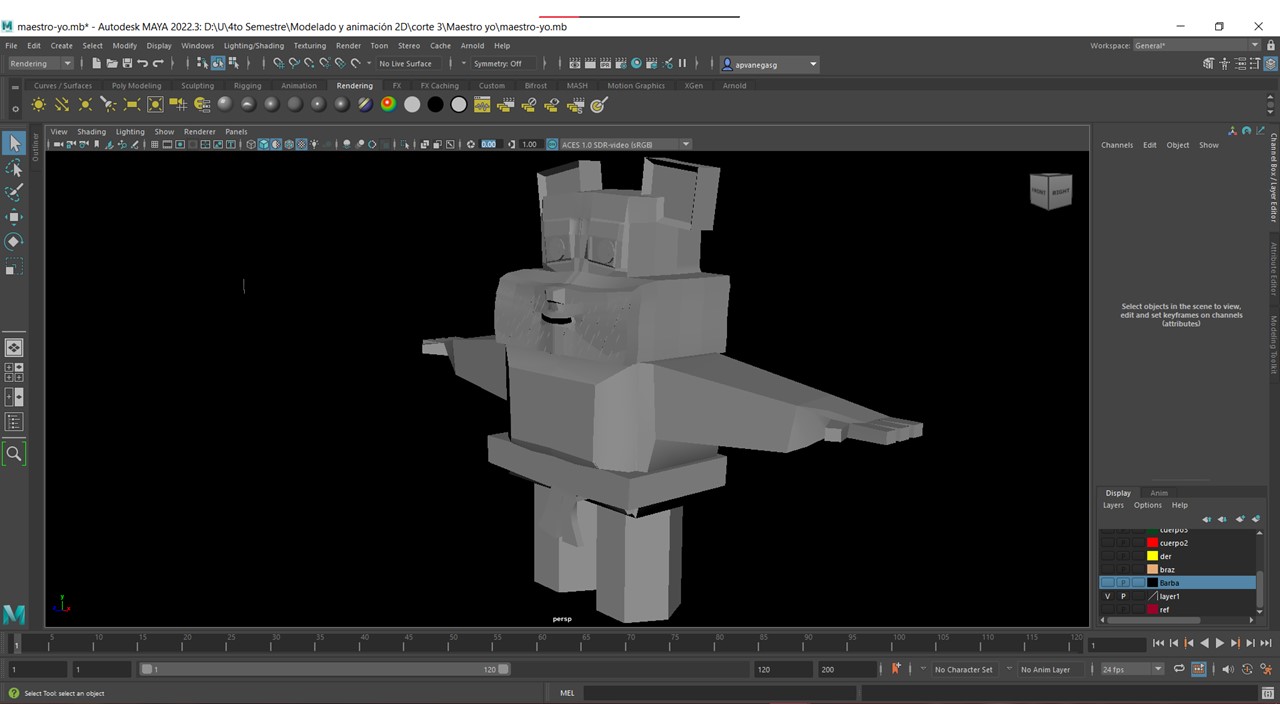 maestro-yo.mb* - Autodesk MAYA 2022.3: D:\U\4to Semestre\Modelado y animación 2D\corte 3\Maestro yo\maestro-yo.mb
File Edit Create Select Modify Display Windows Lighting/Shading Texturing Render Toon Stereo Cache Arnold Help
Workspace: General*
Rendering
No Live Surface
Symmetry: Off
apvanegasg
Curves / Surfaces Poly Modeling Sculpting Rigging Animation Rendering FX FX Caching Custom Bifrost MASH Motion Graphics XGen Arnold
View Shading Lighting Show Renderer Panels
0.00 1.00 ACES 1.0 SDR-video (sRGB)
Outliner
FRONT RIGHT
persp
y
Channels Edit Object Show
Select objects in the scene to view,
edit and set keyframes on channels
(attributes)
Channel Box / Layer Editor
Attribute Editor
Modeling Toolkit
Display Anim
Layers Options Help
cuerpo3
cuerpo2
der
braz
P Barba
V P layer1
ref
1 5 10 15 20 25 30 35 40 45 50 55 60 65 70 75 80 85 90 95 100 105 110 115 120 1
1 1 1 120 120 200 No Character Set No Anim Layer 24 fps
Select Tool: select an object
MEL